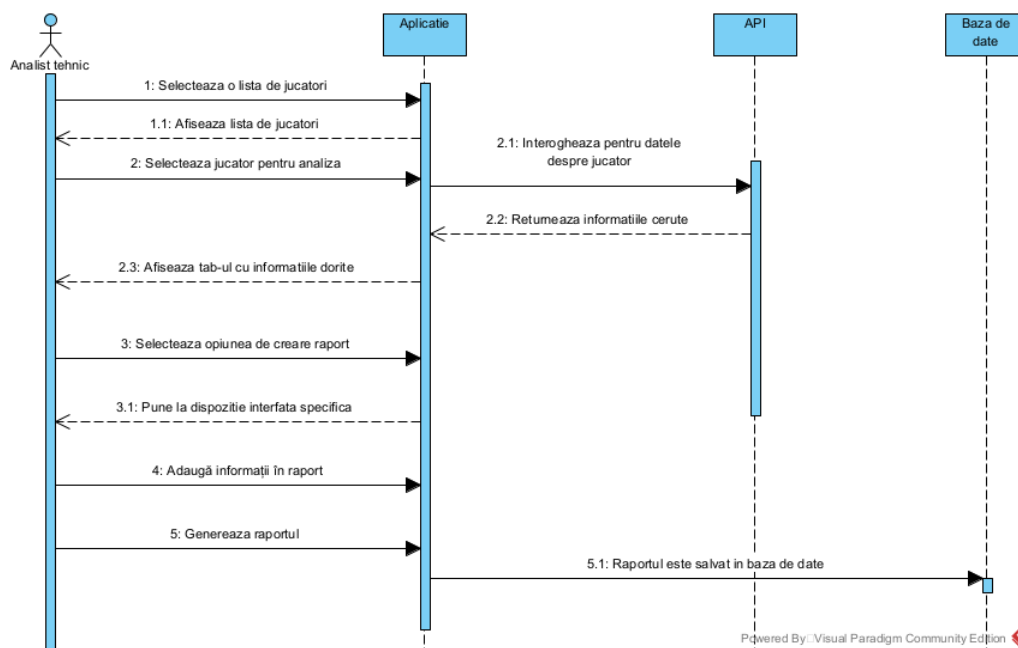 Aplicatie
API
Baza de
date
Analist tehnic
1: Selecteaza o lista de jucatori
1.1: Afiseaza lista de jucatori
2.1: Interogheaza pentru datele
despre jucator
2: Selecteaza jucator pentru analiza
2.2: Returneaza informatiile cerute
2.3: Afiseaza tab-ul cu informatiile dorite
3: Selecteaza opiunea de creare raport
3.1: Pune la dispozitie interfata specifica
4: Adaugă informații în raport
5: Genereaza raportul
5.1: Raportul este salvat in baza de date
Powered By Visual Paradigm Community Edition